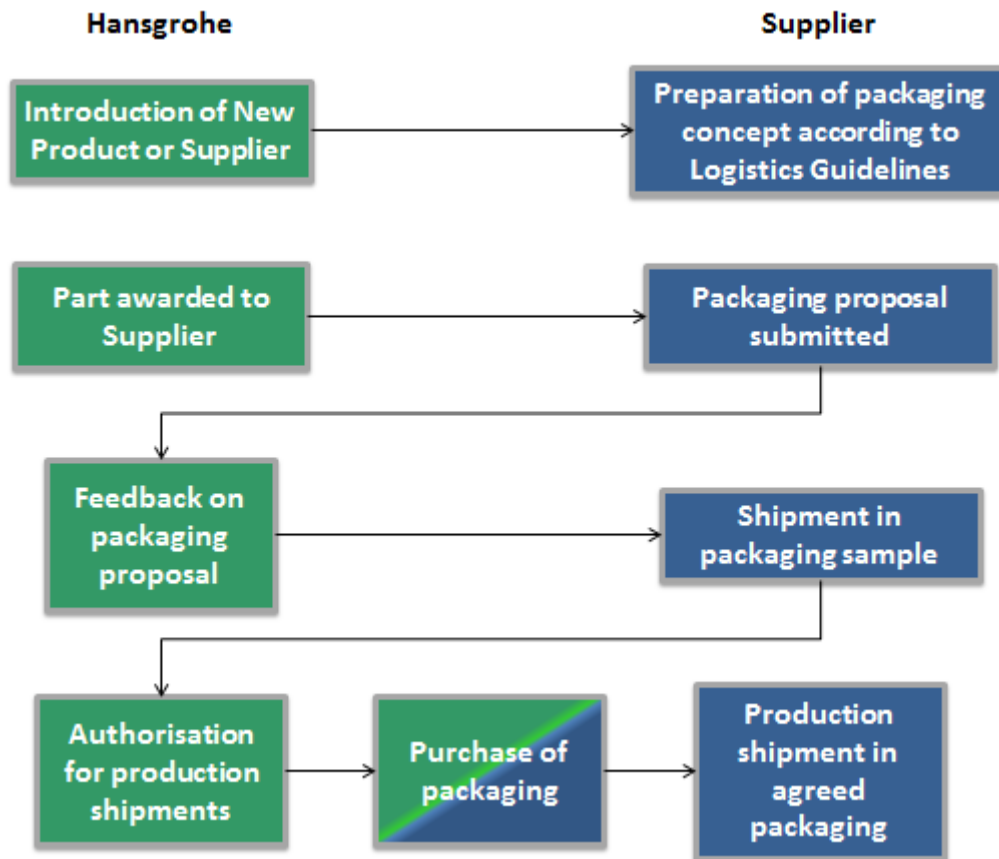 Hansgrohe
Supplier
Introduction of New
Product or Supplier
Preparation of packaging
concept according to
Logistics Guidelines
Part awarded to
Supplier
Packaging proposal
submitted
Feedback on
packaging
proposal
Shipment in
packaging sample
Authorisation
for production
shipments
Purchase of
packaging
Production
shipment in
agreed
packaging